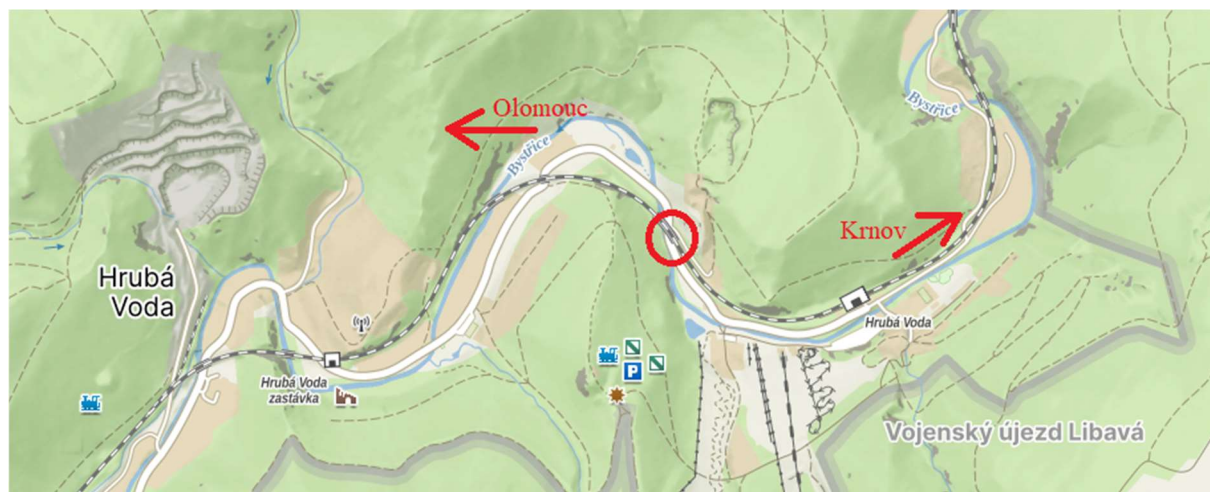 Olomouc
Bystřice
Bystřice
Krnov
Hrubá
Voda
Hrubá Voda
Hrubá Voda
zastávka
P
Vojenský újezd Libavá